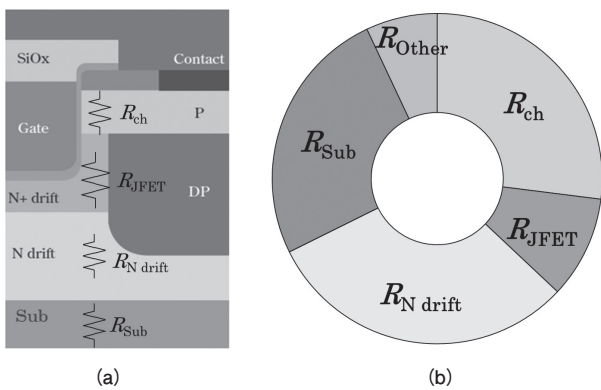 SiOx
Contact
R_ch
P
Gate
R_JFET
N+ drift
DP
N drift
R_N drift
Sub
R_Sub
(a)
R_Other
R_ch
R_Sub
R_JFET
R_N drift
(b)